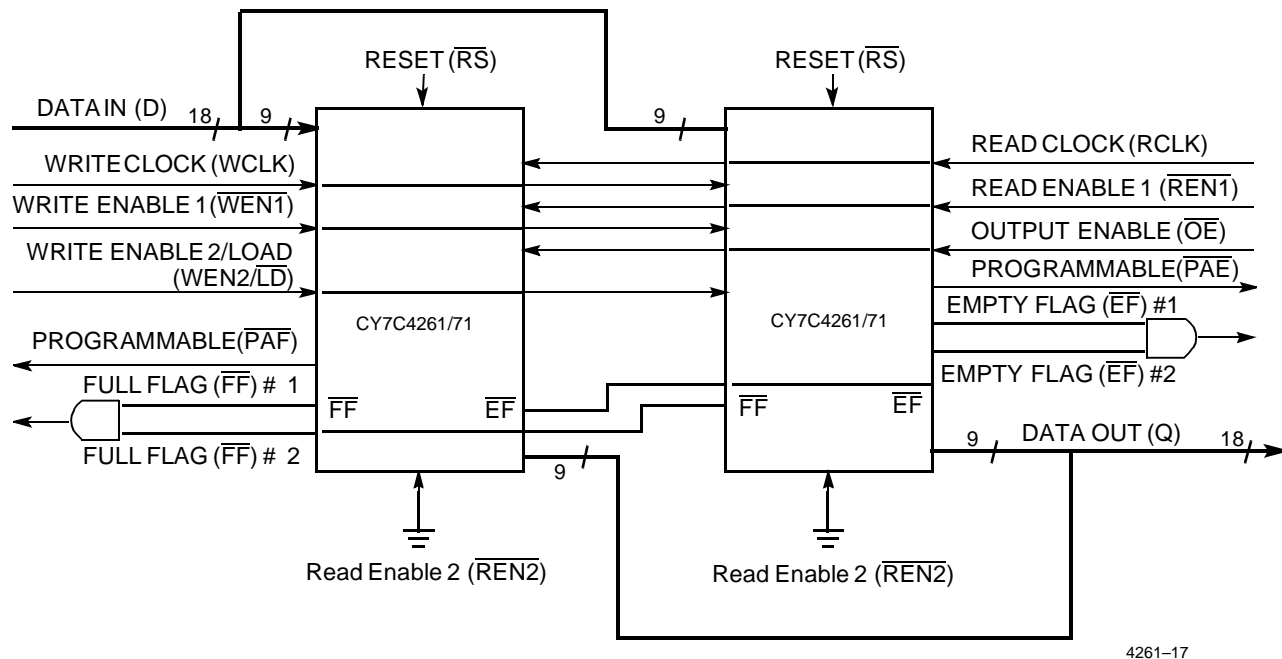 RESET (RS)
RESET (RS)
DATA IN (D)
18
9
9
WRITE CLOCK (WCLK)
READ CLOCK (RCLK)
WRITE ENABLE 1 (WEN1)
READ ENABLE 1 (REN1)
WRITE ENABLE 2/LOAD
(WEN2/LD)
OUTPUT ENABLE (OE)
PROGRAMMABLE (PAE)
CY7C4261/71
CY7C4261/71
EMPTY FLAG (EF) #1
PROGRAMMABLE (PAF)
EMPTY FLAG (EF) #2
FULL FLAG (FF) # 1
FF
EF
FF
EF
FULL FLAG (FF) # 2
9
DATA OUT (Q)
18
9
Read Enable 2 (REN2)
Read Enable 2 (REN2)
4261–17